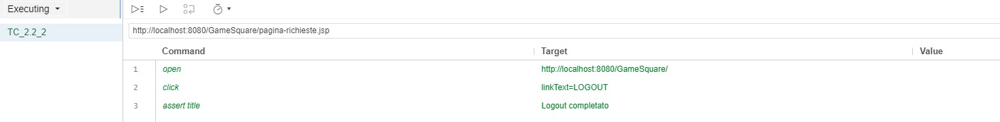 Executing
TC_2.2_2
http://localhost:8080/GameSquare/pagina-richieste.jsp
Command Target Value
1 open http://localhost:8080/GameSquare/
2 click linkText=LOGOUT
3 assert title Logout completato